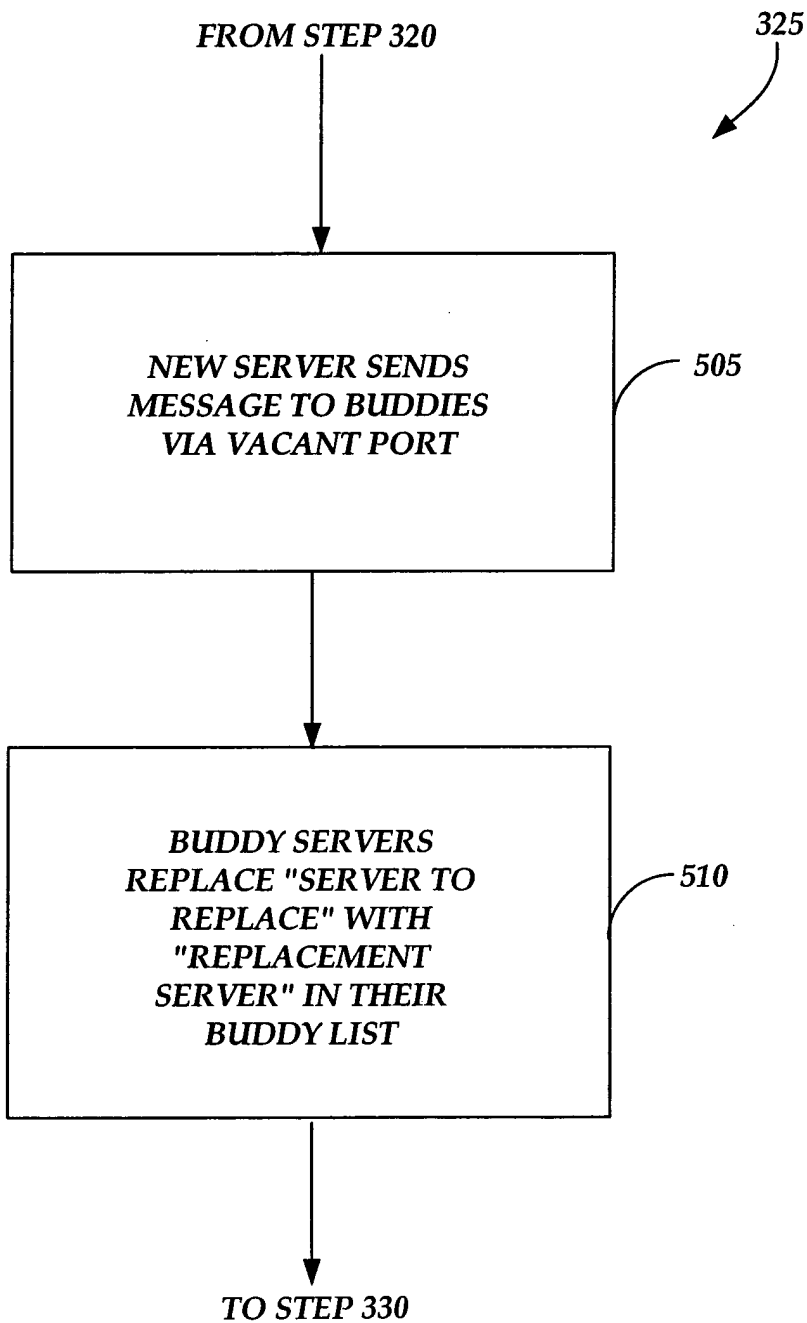 FROM STEP 320
325
NEW SERVER SENDS
MESSAGE TO BUDDIES
VIA VACANT PORT
505
BUDDY SERVERS
REPLACE "SERVER TO
REPLACE" WITH
"REPLACEMENT
SERVER" IN THEIR
BUDDY LIST
510
TO STEP 330